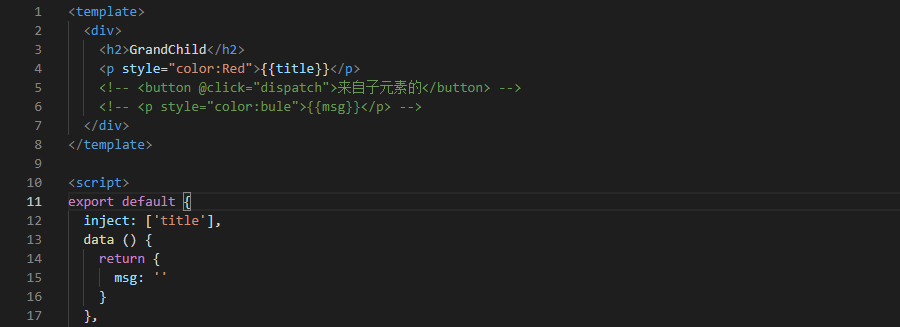 1 <template>
2   <div>
3     <h2>GrandChild</h2>
4     <p style="color:Red">{{title}}</p>
5     <!-- <button @click="dispatch">来自子元素的</button> -->
6     <!-- <p style="color:bule">{{msg}}</p> -->
7   </div>
8 </template>
9
10 <script>
11 export default {
12   inject: ['title'],
13   data () {
14     return {
15       msg: ''
16     }
17   },